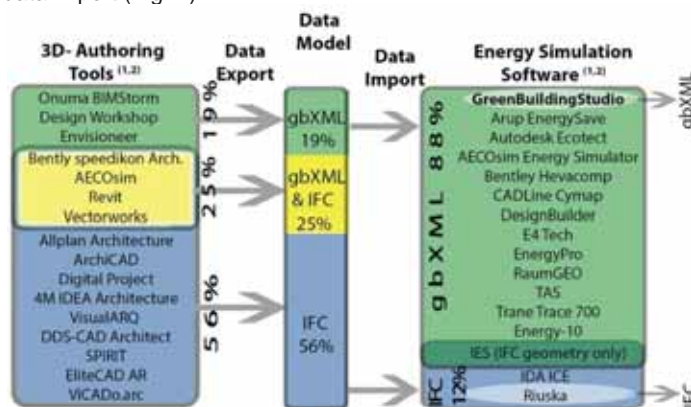 Data
Model
3D- Authoring
Tools (1,2)
Data
Export
Data
Import
Energy Simulation
Software (1,2)
Onuma BIMStorm
Design Workshop
Envisioneer
Bently speedikon Arch.
AECOsim
Revit
Vectorworks
Allplan Architecture
ArchiCAD
Digital Project
4M IDEA Architecture
VisualARQ
DDS-CAD Architect
SPIRIT
EliteCAD AR
ViCADo.arc
19%
25%
56%
gbXML
19%
gbXML
& IFC
25%
IFC
56%
gbXML 88%
IFC
12%
GreenBuildingStudio
Arup EnergySave
Autodesk Ecotect
AECOsim Energy Simulator
Bentley Hevacomp
CADLine Cymap
DesignBuilder
E4 Tech
EnergyPro
RaumGEO
TAS
Trane Trace 700
Energy-10
IES (IFC geometry only)
IDA ICE
Riuska
gbXML
IFC